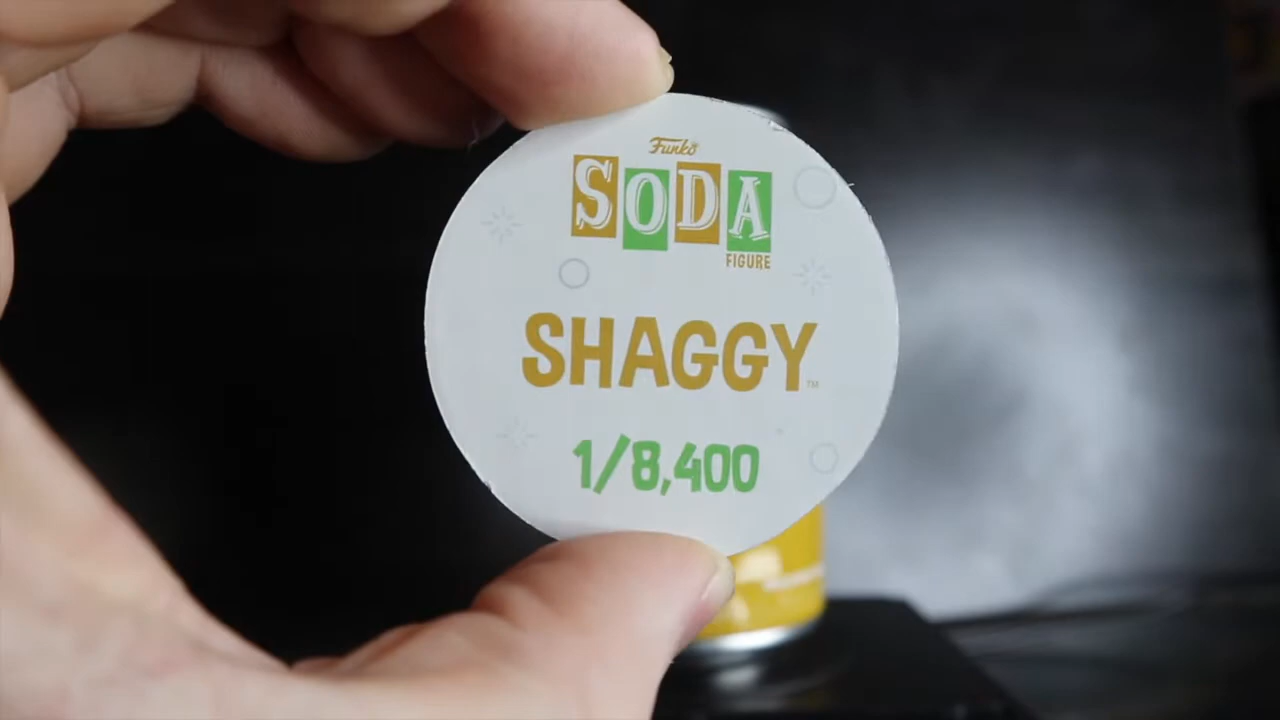 Funko
SODA
FIGURE
SHAGGY™
1/8,400